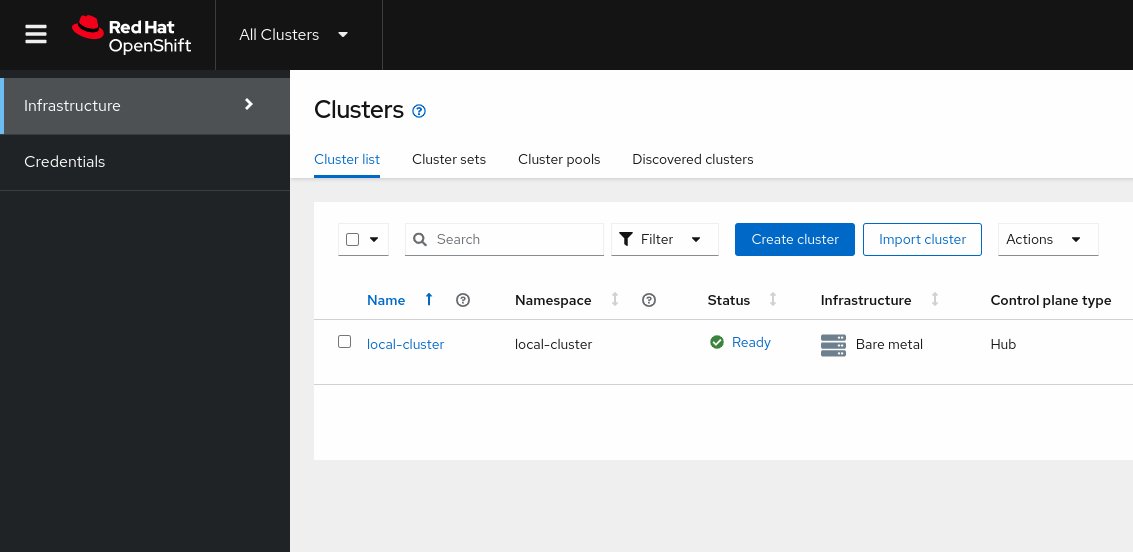 Red Hat
OpenShift
All Clusters
Infrastructure
Credentials
Clusters
Cluster list Cluster sets Cluster pools Discovered clusters
Search Filter Create cluster Import cluster Actions
Name Namespace Status Infrastructure Control plane type
local-cluster local-cluster Ready Bare metal Hub